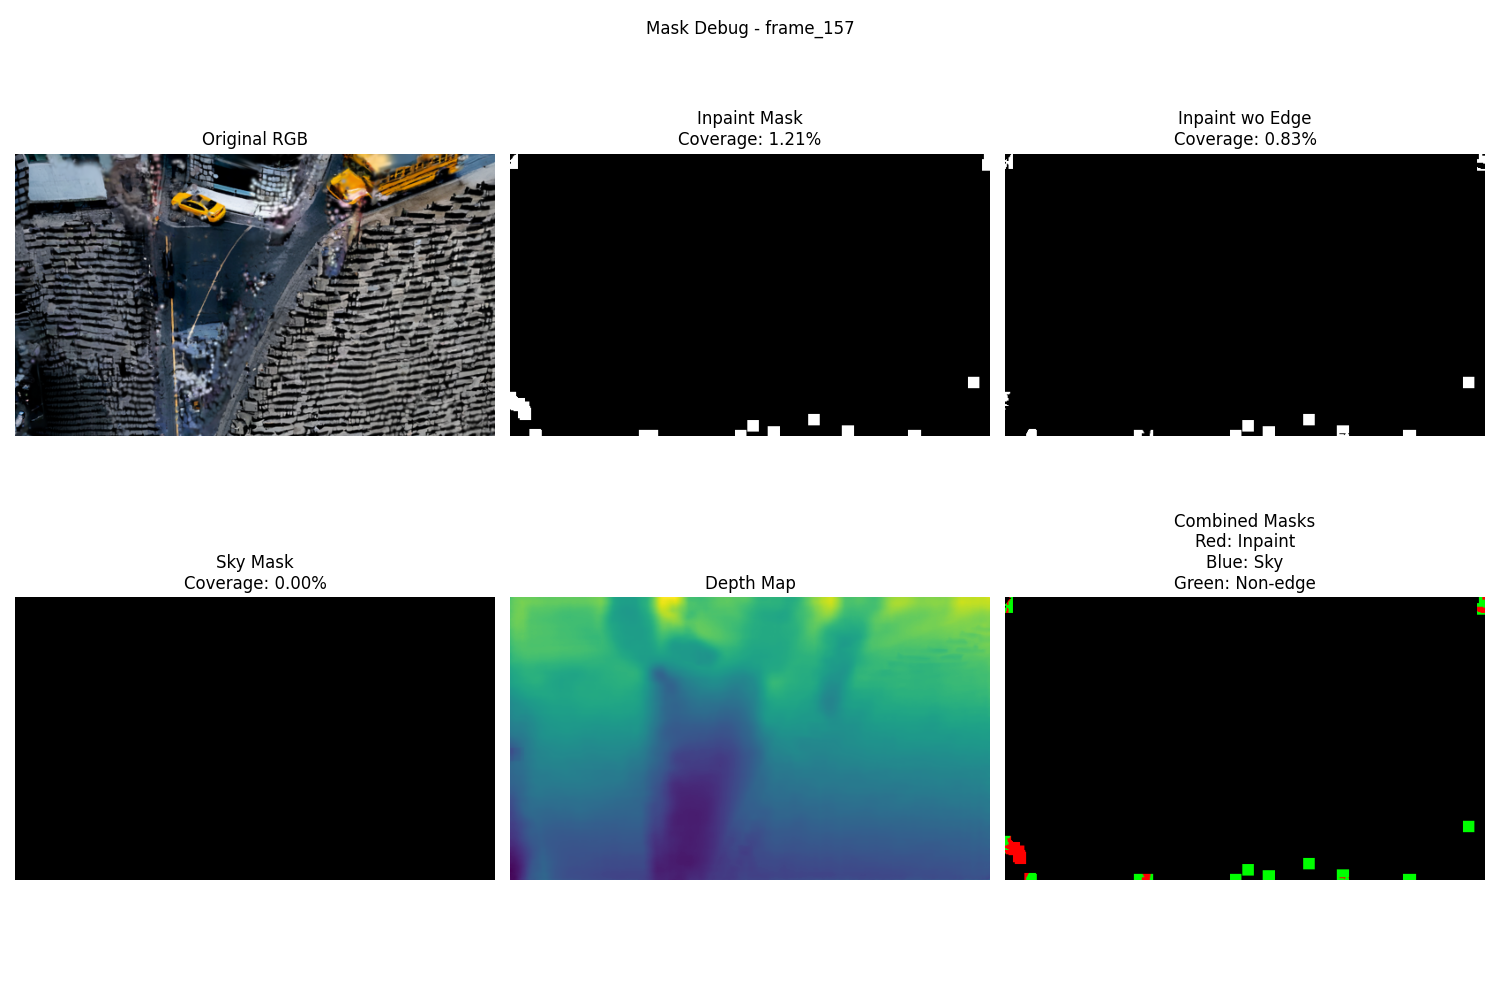 Mask Debug - frame_157
Original RGB
Inpaint Mask
Coverage: 1.21%
Inpaint wo Edge
Coverage: 0.83%
Sky Mask
Coverage: 0.00%
Depth Map
Combined Masks
Red: Inpaint
Blue: Sky
Green: Non-edge